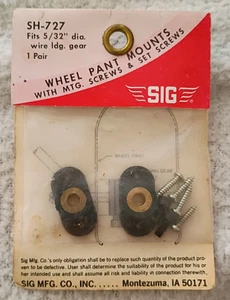 SH-727
Fits 5/32" dia.
wire ldg. gear
1 Pair
WHEEL PANT MOUNTS
WITH MTG. SCREWS & SET SCREWS
SIG
WHEEL PANT
GEAR
Sig Mfg. Co.'s only obligation shall be to replace such quantity of the product proven to be defective. User shall determine the suitability of the product for his or her intended use and shall assume all risk and liability in connection therewith.
SIG MFG. CO., INC. . . . . . Montezuma, IA 50171